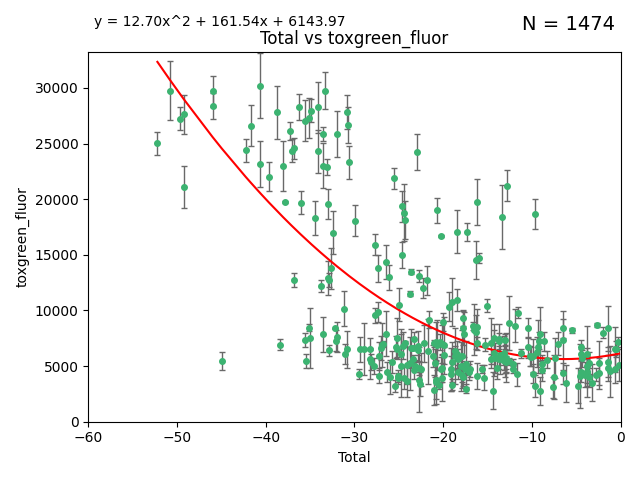 y = 12.70x^2 + 161.54x + 6143.97
N = 1474
Total vs toxgreen_fluor
30000
25000
20000
15000
10000
5000
0
toxgreen_fluor
−60 −50 −40 −30 −20 −10 0
Total